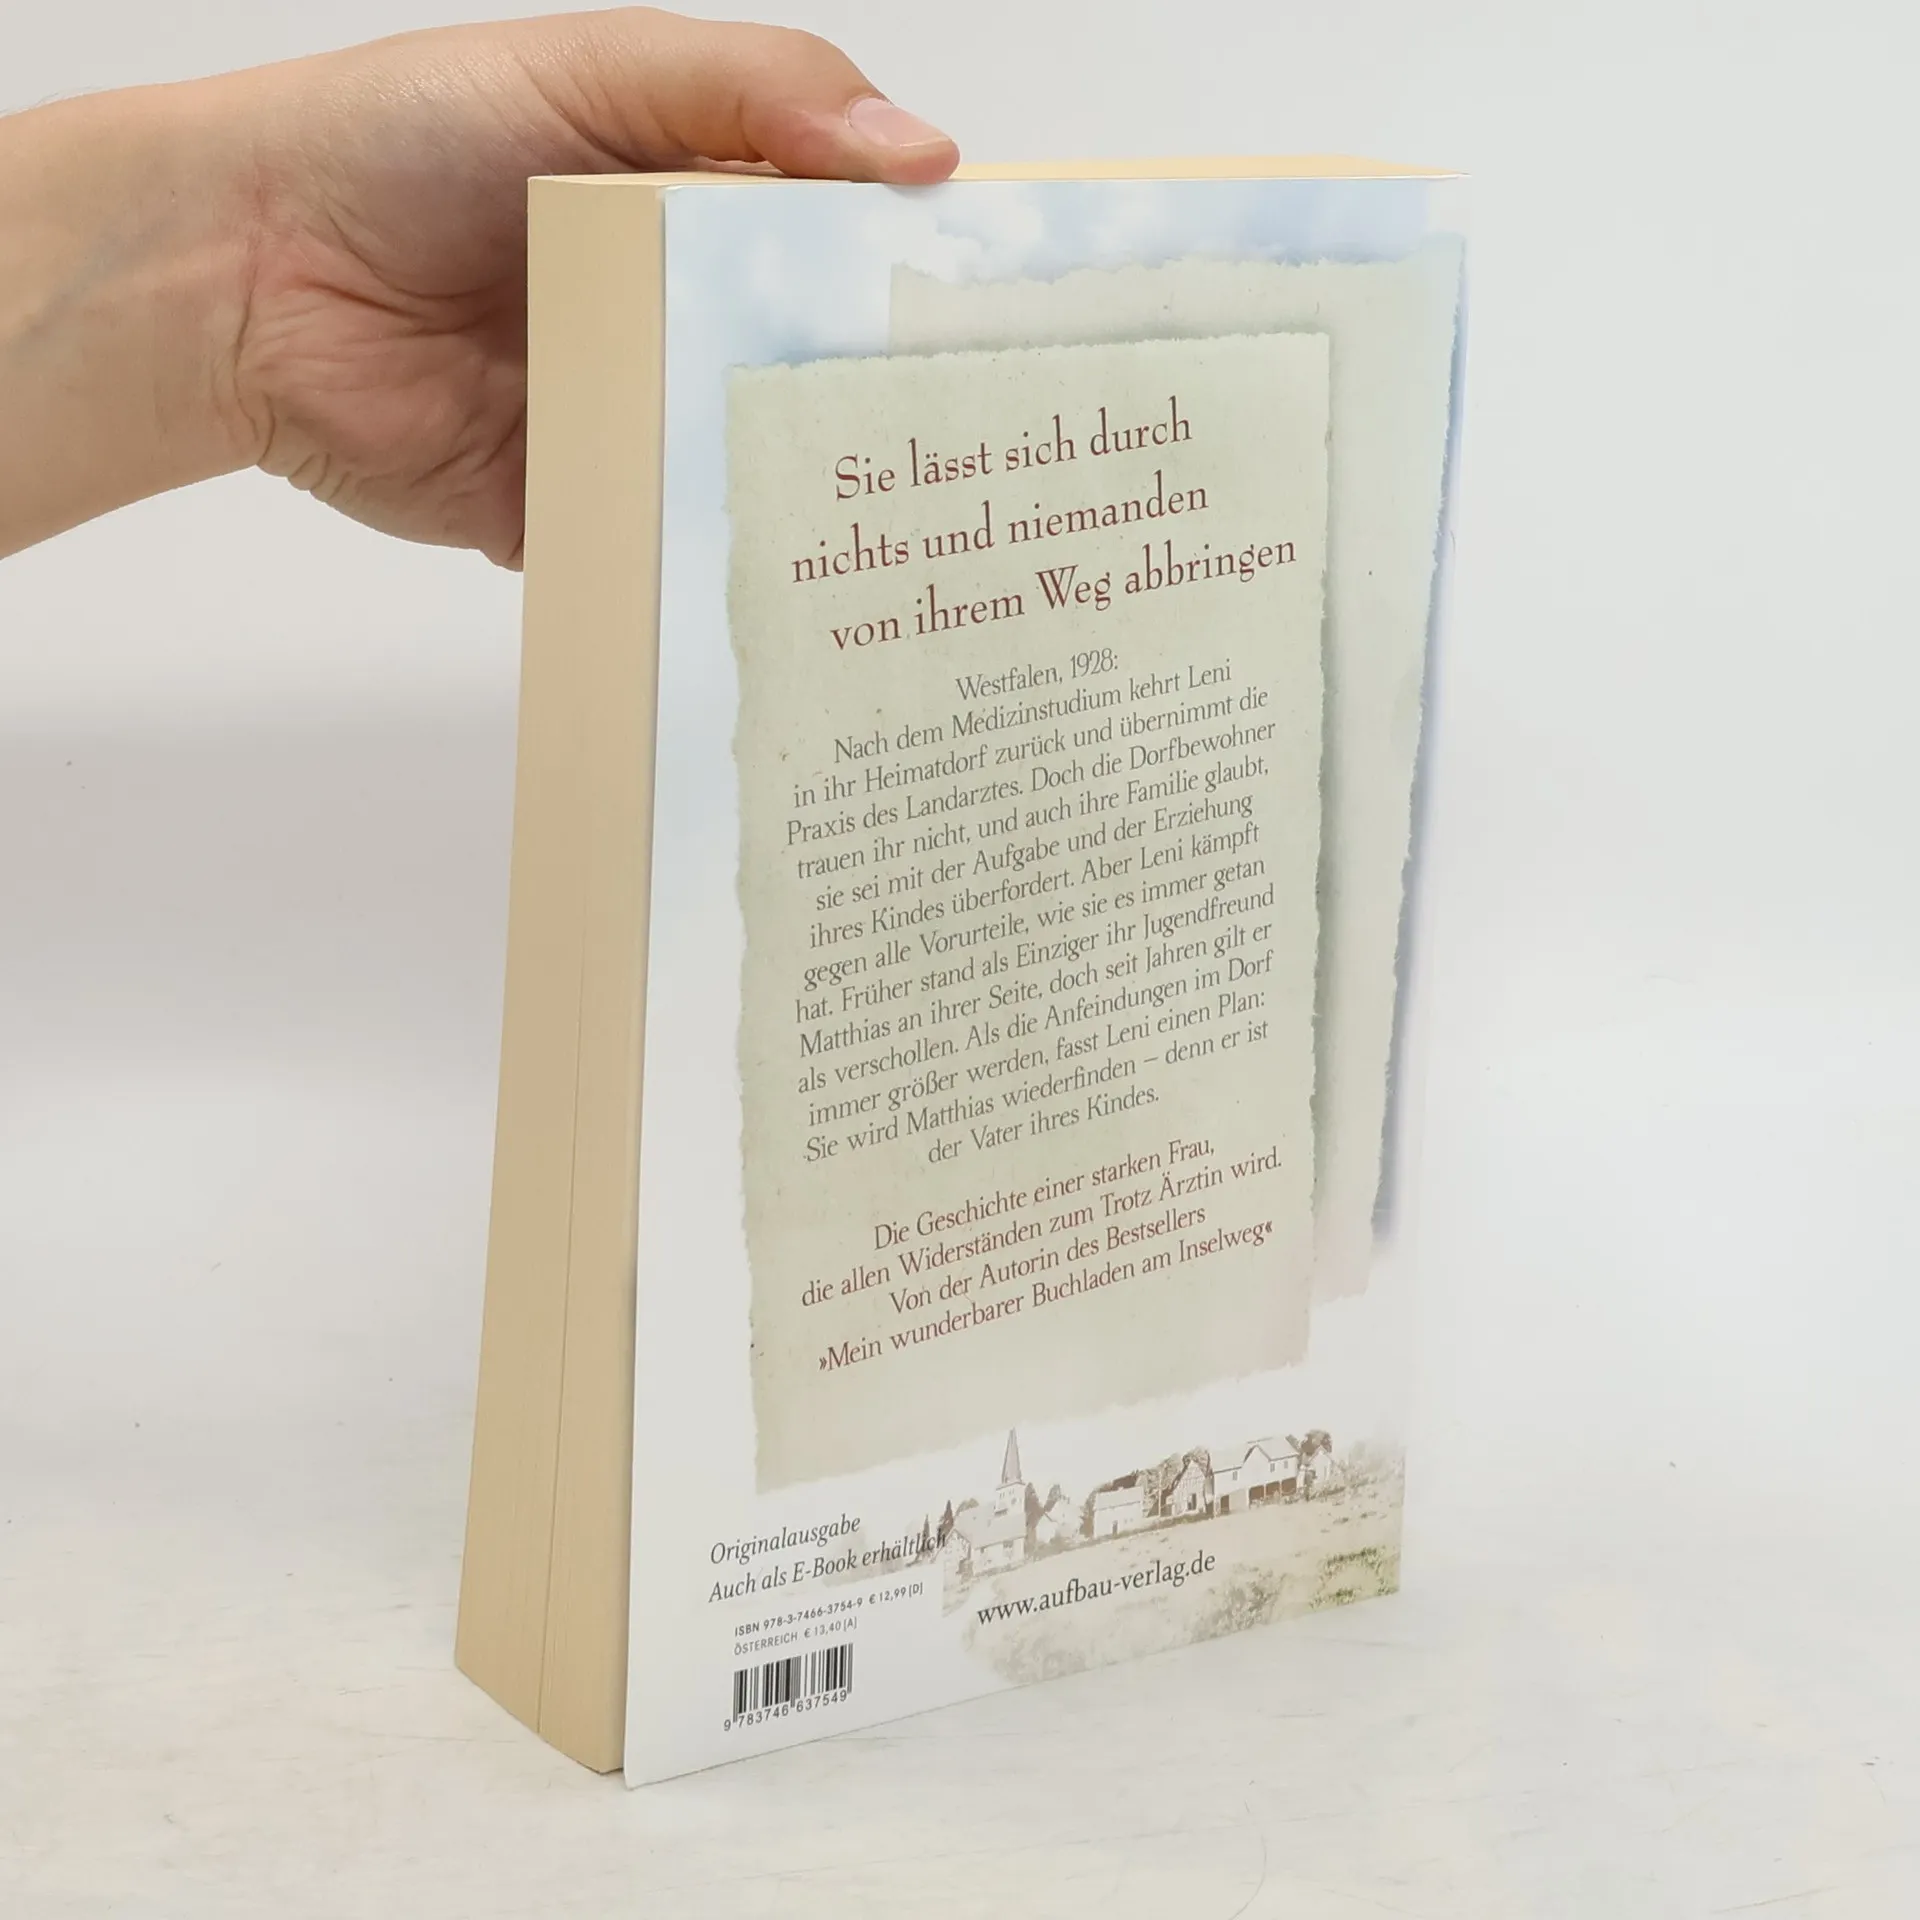 Sie lässt sich durch
nichts und niemanden
von ihrem Weg abbringen
Westfalen, 1928:
Nach dem Medizinstudium kehrt Leni
in ihr Heimatdorf zurück und übernimmt die
Praxis des Landarztes. Doch die Dorfbewohner
trauen ihr nicht, und auch ihre Familie glaubt,
sie sei mit der Aufgabe und der Erziehung
ihres Kindes überfordert. Aber Leni kämpft
gegen alle Vorurteile, wie sie es immer getan
hat. Früher stand als Einziger ihr Jugendfreund
Matthias an ihrer Seite, doch seit Jahren gilt er
als verschollen. Als die Anfeindungen im Dorf
immer größer werden, fasst Leni einen Plan:
Sie wird Matthias wiederfinden – denn er ist
der Vater ihres Kindes.
Die Geschichte einer starken Frau,
die allen Widerständen zum Trotz Ärztin wird.
Von der Autorin des Bestsellers
»Mein wunderbarer Buchladen am Inselweg«
Originalausgabe
Auch als E-Book erhältlich
ISBN 978-3-7466-3754-9 € 12,99 [D]
ÖSTERREICH € 13,40 [A]
9 783746 637549
www.aufbau-verlag.de